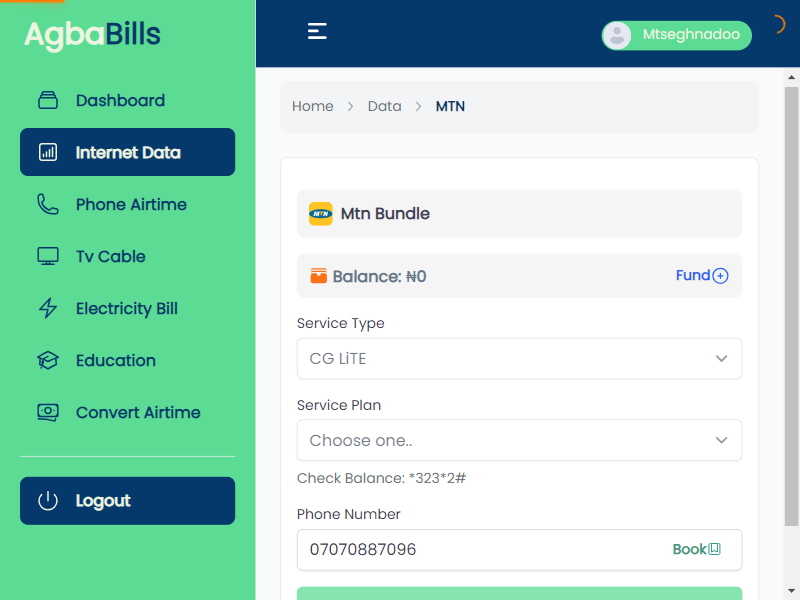 AgbaBills
Mtseghnadoo
Dashboard
Internet Data
Phone Airtime
Tv Cable
Electricity Bill
Education
Convert Airtime
Logout
Home > Data > MTN
MTN Mtn Bundle
Balance: ₦0 Fund
Service Type
CG LiTE
Service Plan
Choose one..
Check Balance: *323*2#
Phone Number
07070887096 Book